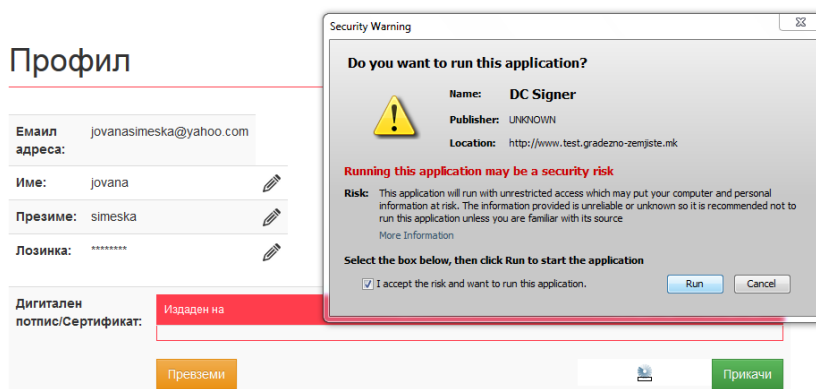 Security Warning
Профил
Do you want to run this application?
Name: DC Signer
Publisher: UNKNOWN
Location: http://www.test.gradezno-zemjiste.mk
Running this application may be a security risk
Risk: This application will run with unrestricted access which may put your computer and personal
information at risk. The information provided is unreliable or unknown so it is recommended not to
run this application unless you are familiar with its source
More Information
Select the box below, then click Run to start the application
I accept the risk and want to run this application.
Run Cancel
Емаил адреса: jovanasimeska@yahoo.com
Име: jovana
Презиме: simeska
Лозинка: ********
Дигитален
потпис/Сертификат:
Издаден на
Превземи
Прикачи